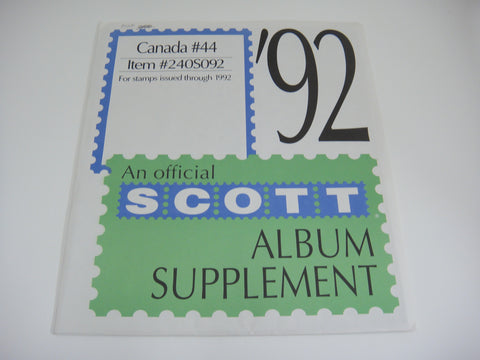 Canada #44
Item #240S092
For stamps issued through 1992
'92
An official
SCOTT
ALBUM
SUPPLEMENT